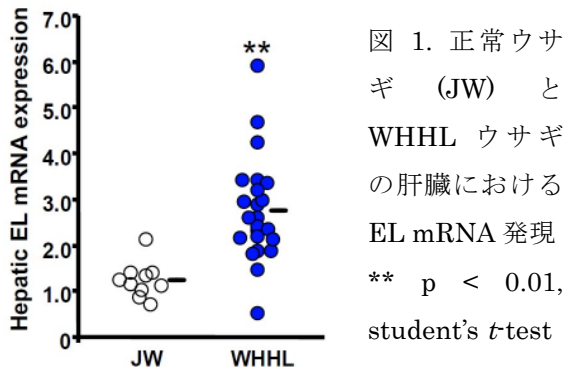 Hepatic EL mRNA expression
7.0
6.0
5.0
4.0
3.0
2.0
1.0
0
**
JW
WHHL
図 1. 正常ウサ
ギ (JW) と
WHHL ウサギ
の肝臓における
EL mRNA 発現
** p < 0.01,
student's t-test